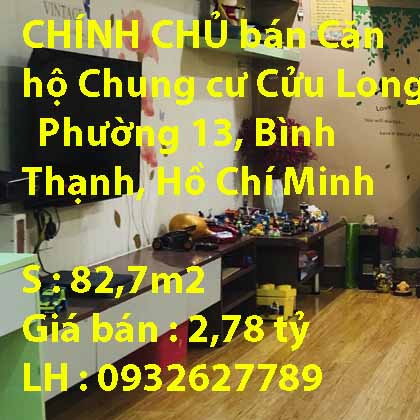 VINTAGE
CHÍNH CHỦ bán Căn
hộ Chung cư Cửu Long
Phường 13, Bình
Thạnh, Hồ Chí Minh
S : 82,7m2
Giá bán : 2,78 tỷ
LH : 0932627789